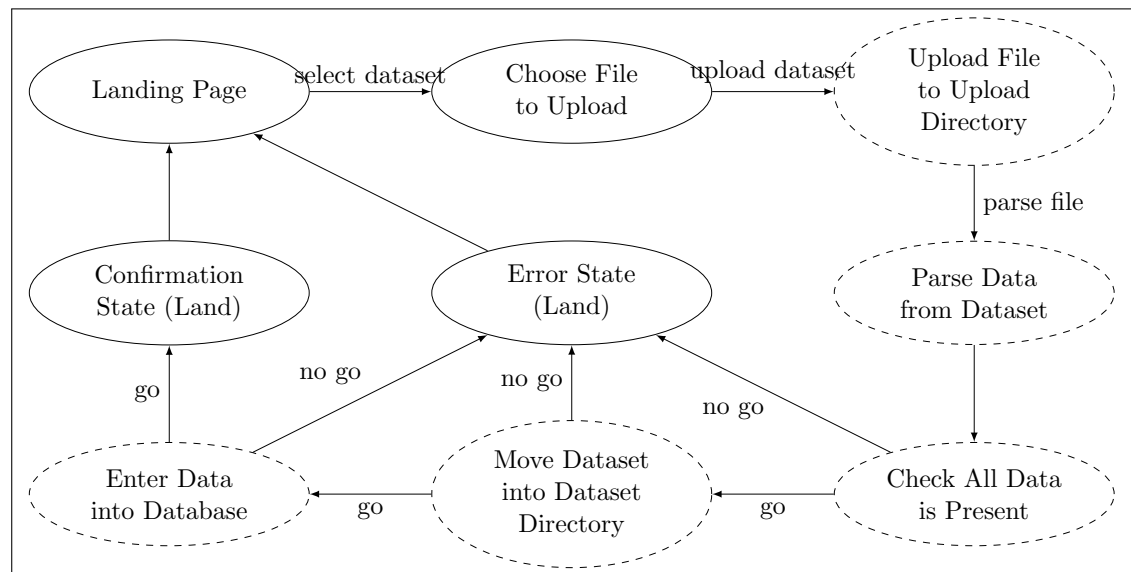 Landing Page
select dataset
Choose File
to Upload
upload dataset
Upload File
to Upload
Directory
parse file
Confirmation
State (Land)
Error State
(Land)
Parse Data
from Dataset
go
no go
no go
no go
Enter Data
into Database
go
Move Dataset
into Dataset
Directory
go
Check All Data
is Present